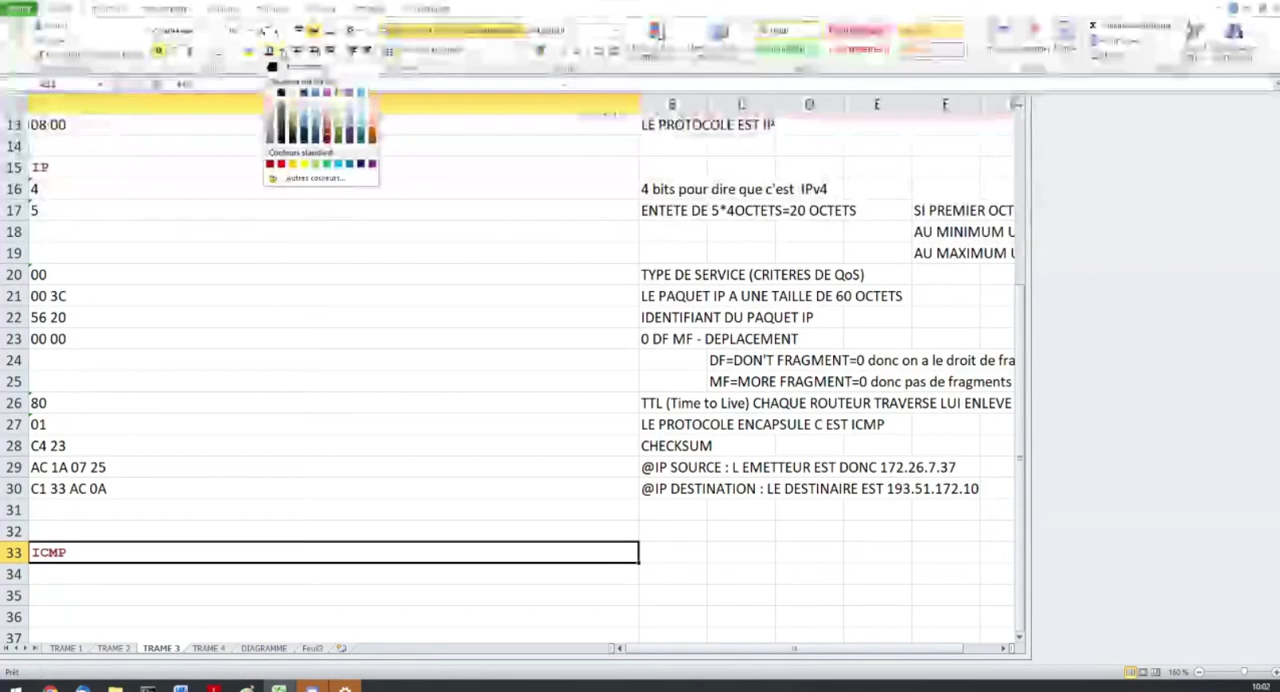 B C D E F
13 08 00 LE PROTOCOLE EST IP
14
15 IP
16 4 4 bits pour dire que c'est IPv4
17 5 ENTETE DE 5*4OCTETS=20 OCTETS SI PREMIER OCT
18 AU MINIMUM U
19 AU MAXIMUM U
20 00 TYPE DE SERVICE (CRITERES DE QoS)
21 00 3C LE PAQUET IP A UNE TAILLE DE 60 OCTETS
22 56 20 IDENTIFIANT DU PAQUET IP
23 00 00 0 DF MF - DEPLACEMENT
24 DF=DON'T FRAGMENT=0 donc on a le droit de fra
25 MF=MORE FRAGMENT=0 donc pas de fragments
26 80 TTL (Time to Live) CHAQUE ROUTEUR TRAVERSE LUI ENLEVE
27 01 LE PROTOCOLE ENCAPSULE C EST ICMP
28 C4 23 CHECKSUM
29 AC 1A 07 25 @IP SOURCE : L EMETTEUR EST DONC 172.26.7.37
30 C1 33 AC 0A @IP DESTINATION : LE DESTINAIRE EST 193.51.172.10
31
32
33 ICMP
34
35
36
37
Couleurs standard
Autres couleurs...
TRAME 1 TRAME 2 TRAME 3 TRAME 4 DIAGRAMME Feuil3
Prêt 160 %
10:02